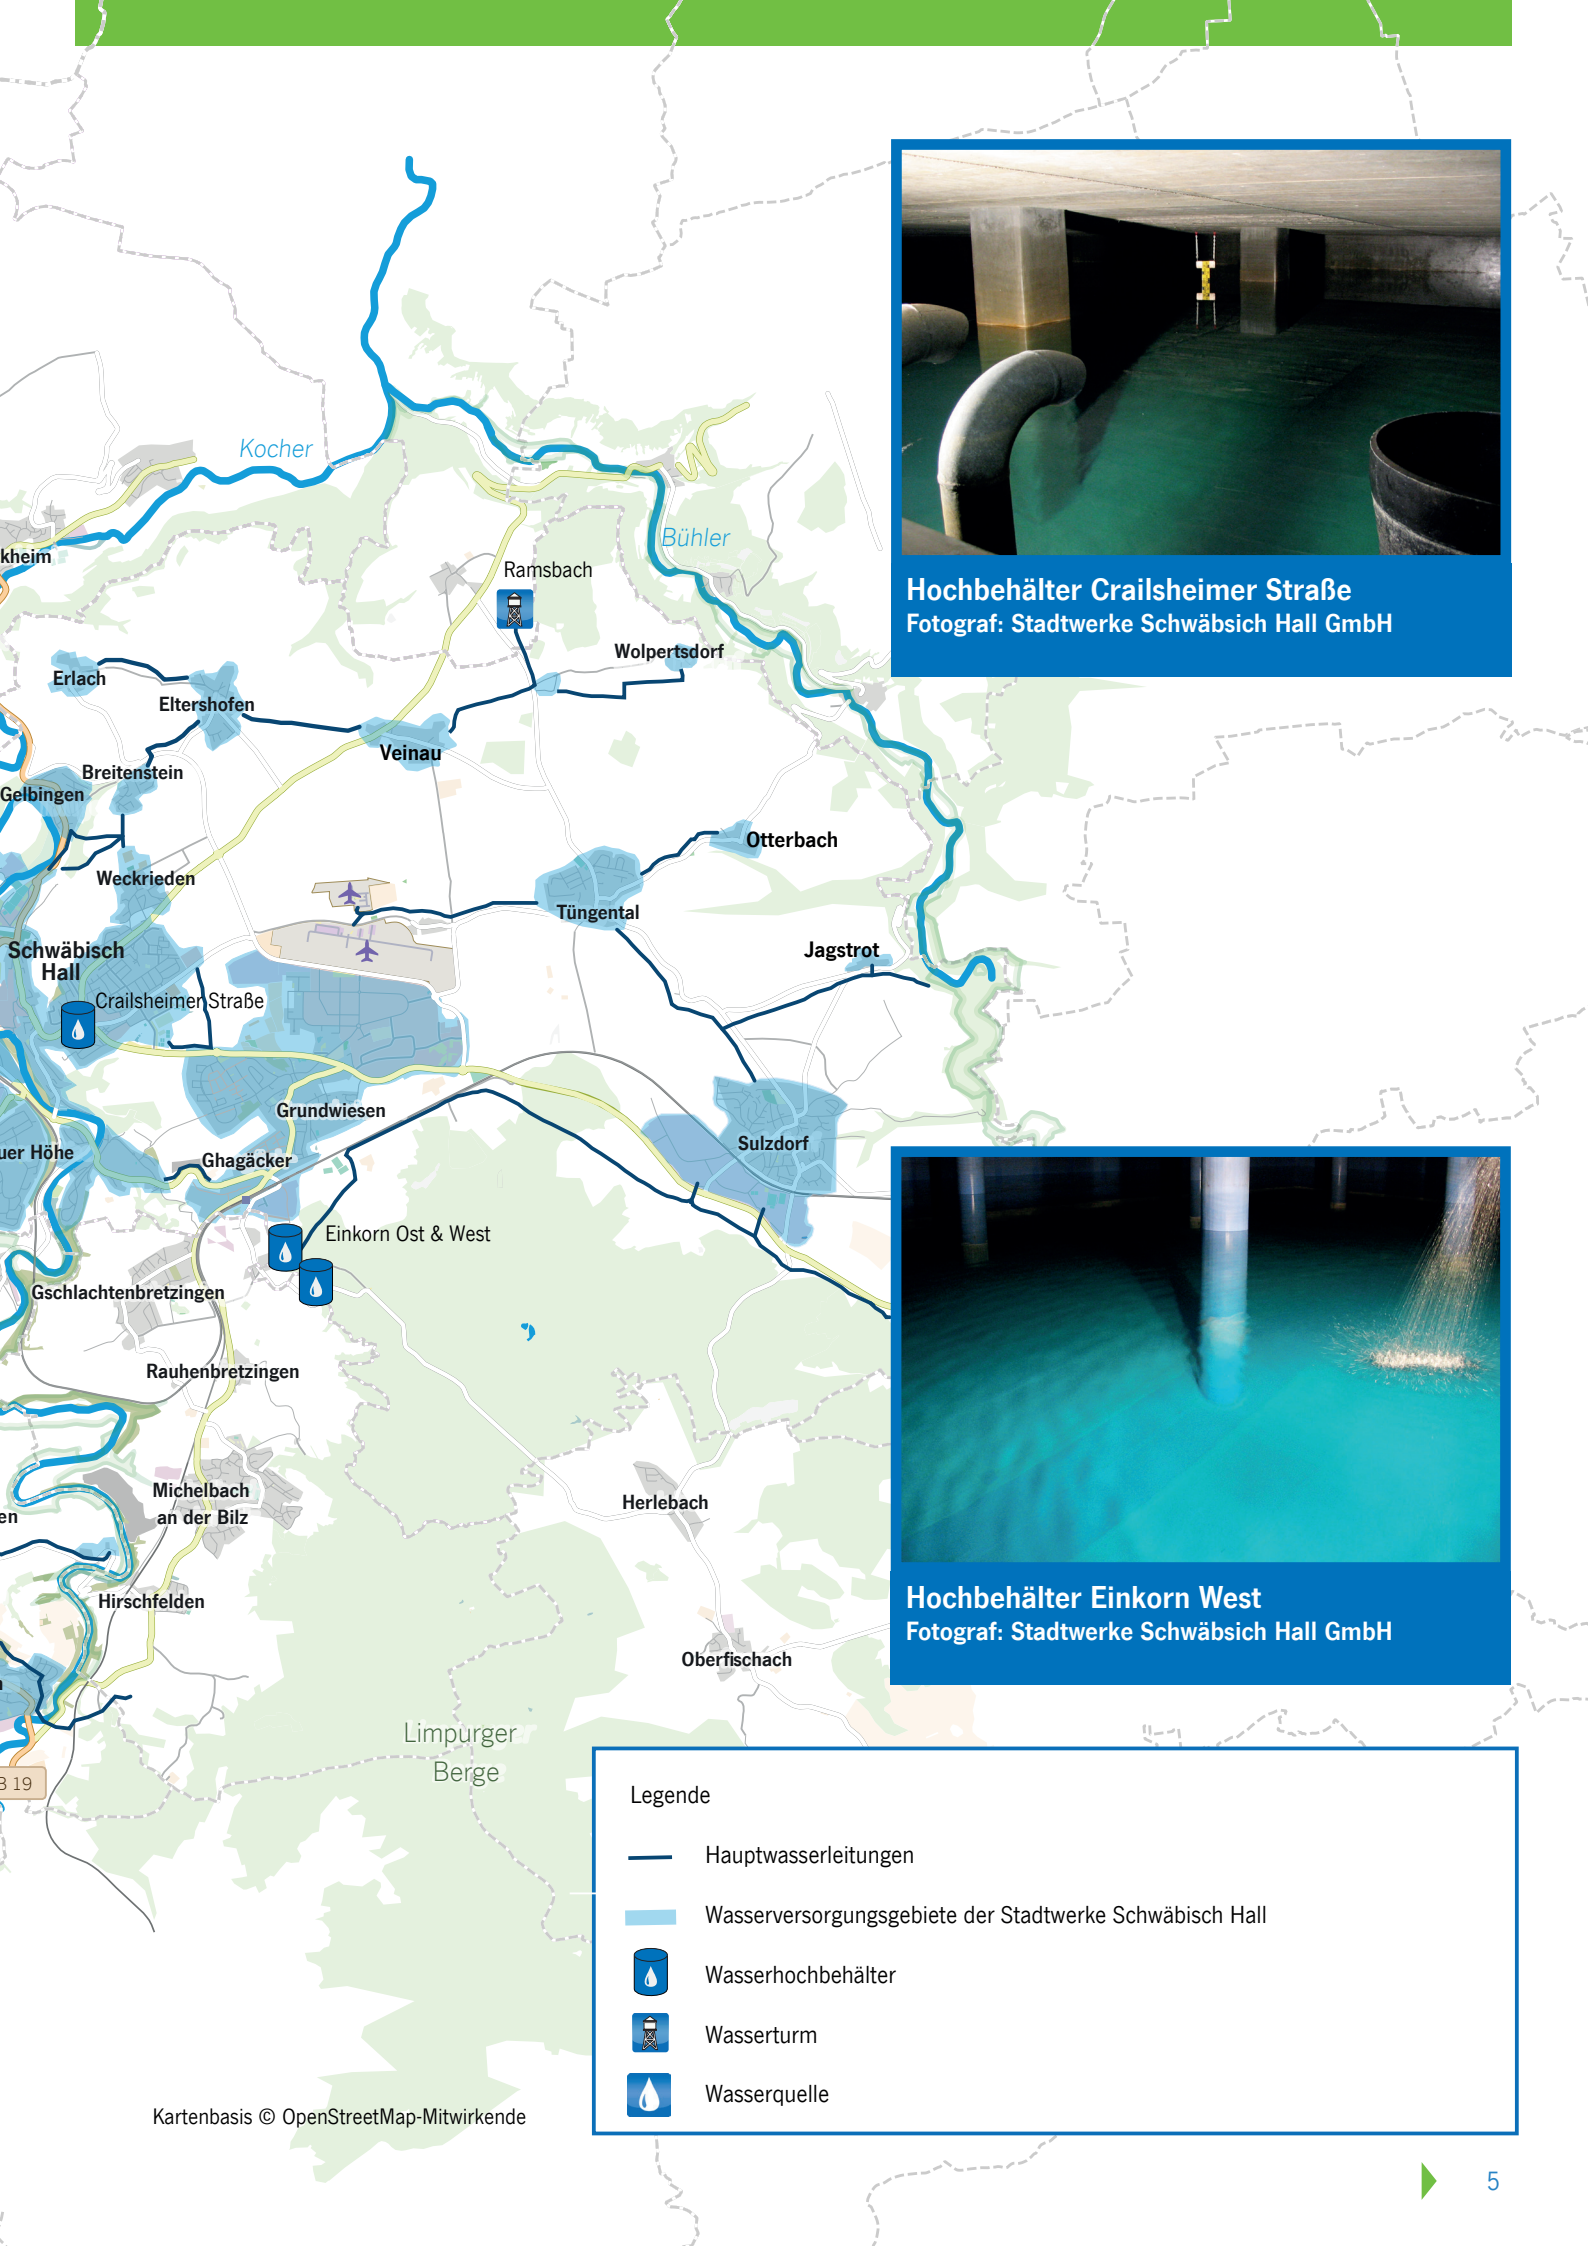 Kocher
kheim
Bühler
Ramsbach
Hochbehälter Crailsheimer Straße
Fotograf: Stadtwerke Schwäbsich Hall GmbH
Wolpertsdorf
Erlach
Eltershofen
Veinau
Breitenstein
Gelbingen
Otterbach
Weckrieden
Tüngental
Schwäbisch
Hall
Jagstrot
Crailsheimer Straße
Grundwiesen
Sulzdorf
uer Höhe
Ghagäcker
Einkorn Ost & West
Gschlachtenbretzingen
Rauhenbretzingen
Michelbach
an der Bilz
Herlebach
en
Hirschfelden
Hochbehälter Einkorn West
Fotograf: Stadtwerke Schwäbsich Hall GmbH
Oberfischach
n
Limpurger
Berge
B 19
Legende
Hauptwasserleitungen
Wasserversorgungsgebiete der Stadtwerke Schwäbisch Hall
Wasserhochbehälter
Wasserturm
Wasserquelle
Kartenbasis © OpenStreetMap-Mitwirkende
5